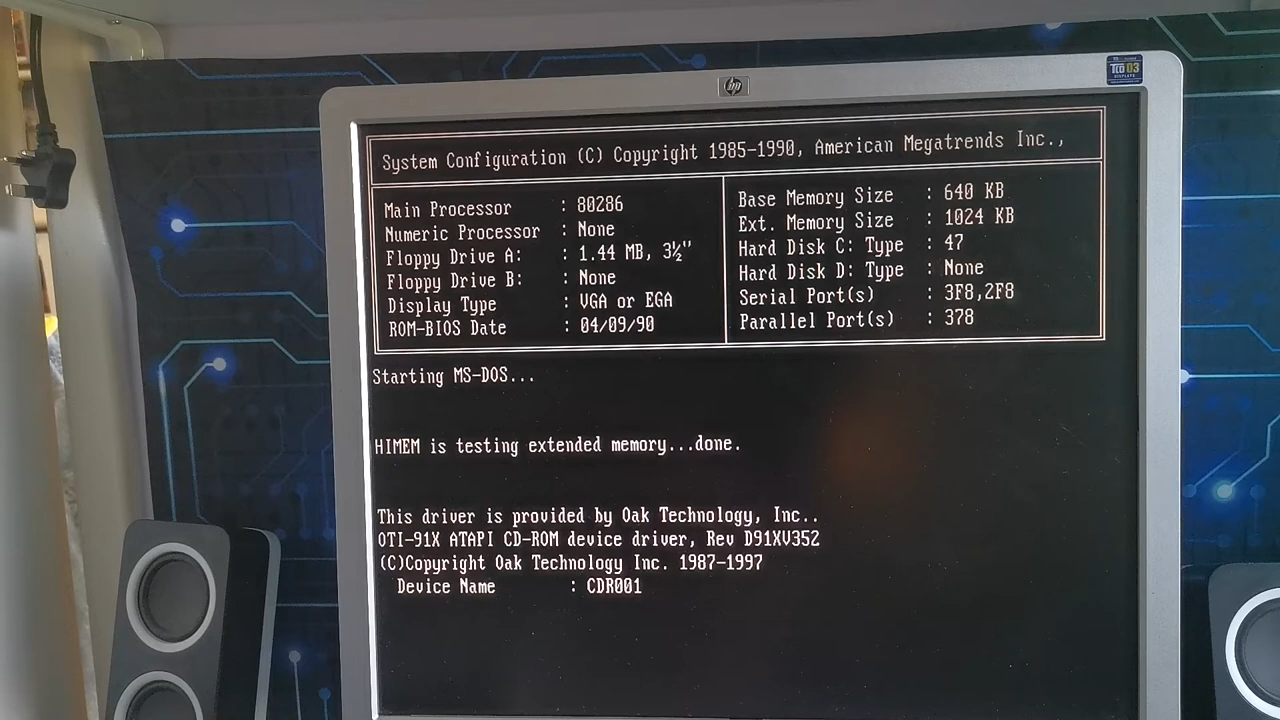 hp
TCO 03
DISPLAYS
System Configuration (C) Copyright 1985-1990, American Megatrends Inc.,
Main Processor : 80286
Numeric Processor : None
Floppy Drive A: : 1.44 MB, 3½"
Floppy Drive B: : None
Display Type : VGA or EGA
ROM-BIOS Date : 04/09/90
Base Memory Size : 640 KB
Ext. Memory Size : 1024 KB
Hard Disk C: Type : 47
Hard Disk D: Type : None
Serial Port(s) : 3F8,2F8
Parallel Port(s) : 378
Starting MS-DOS...
HIMEM is testing extended memory...done.
This driver is provided by Oak Technology, Inc..
OTI-91X ATAPI CD-ROM device driver, Rev D91XV352
(C)Copyright Oak Technology Inc. 1987-1997
Device Name : CDR001